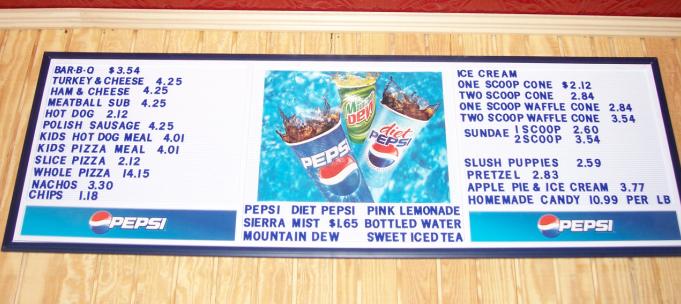 BAR-B-Q $3.54
TURKEY & CHEESE 4.25
HAM & CHEESE 4.25
MEATBALL SUB 4.25
HOT DOG 2.12
POLISH SAUSAGE 4.25
KIDS HOT DOG MEAL 4.01
KIDS PIZZA MEAL 4.01
SLICE PIZZA 2.12
WHOLE PIZZA 14.15
NACHOS 3.30
CHIPS 1.18
PEPSI
Mtn
DEW
PEPSI
diet
PEPSI
PEPSI DIET PEPSI PINK LEMONADE
SIERRA MIST $1.65 BOTTLED WATER
MOUNTAIN DEW SWEET ICED TEA
ICE CREAM
ONE SCOOP CONE $2.12
TWO SCOOP CONE 2.84
ONE SCOOP WAFFLE CONE 2.84
TWO SCOOP WAFFLE CONE 3.54
SUNDAE 1 SCOOP 2.60
2 SCOOP 3.54
SLUSH PUPPIES 2.59
PRETZEL 2.83
APPLE PIE & ICE CREAM 3.77
HOMEMADE CANDY 10.99 PER LB
PEPSI